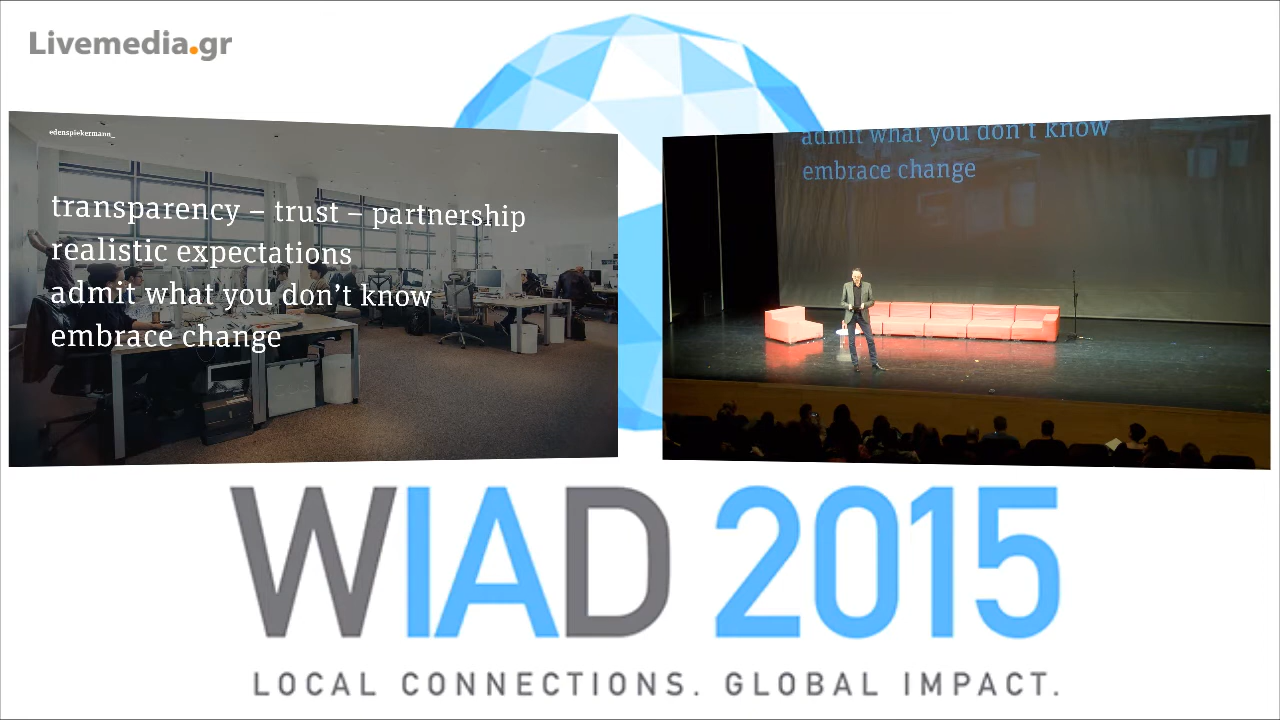 Livemedia.gr
edenspiekermann_
transparency – trust – partnership
realistic expectations
admit what you don’t know
embrace change
admit what you don’t know
embrace change
WIAD 2015
LOCAL CONNECTIONS. GLOBAL IMPACT.